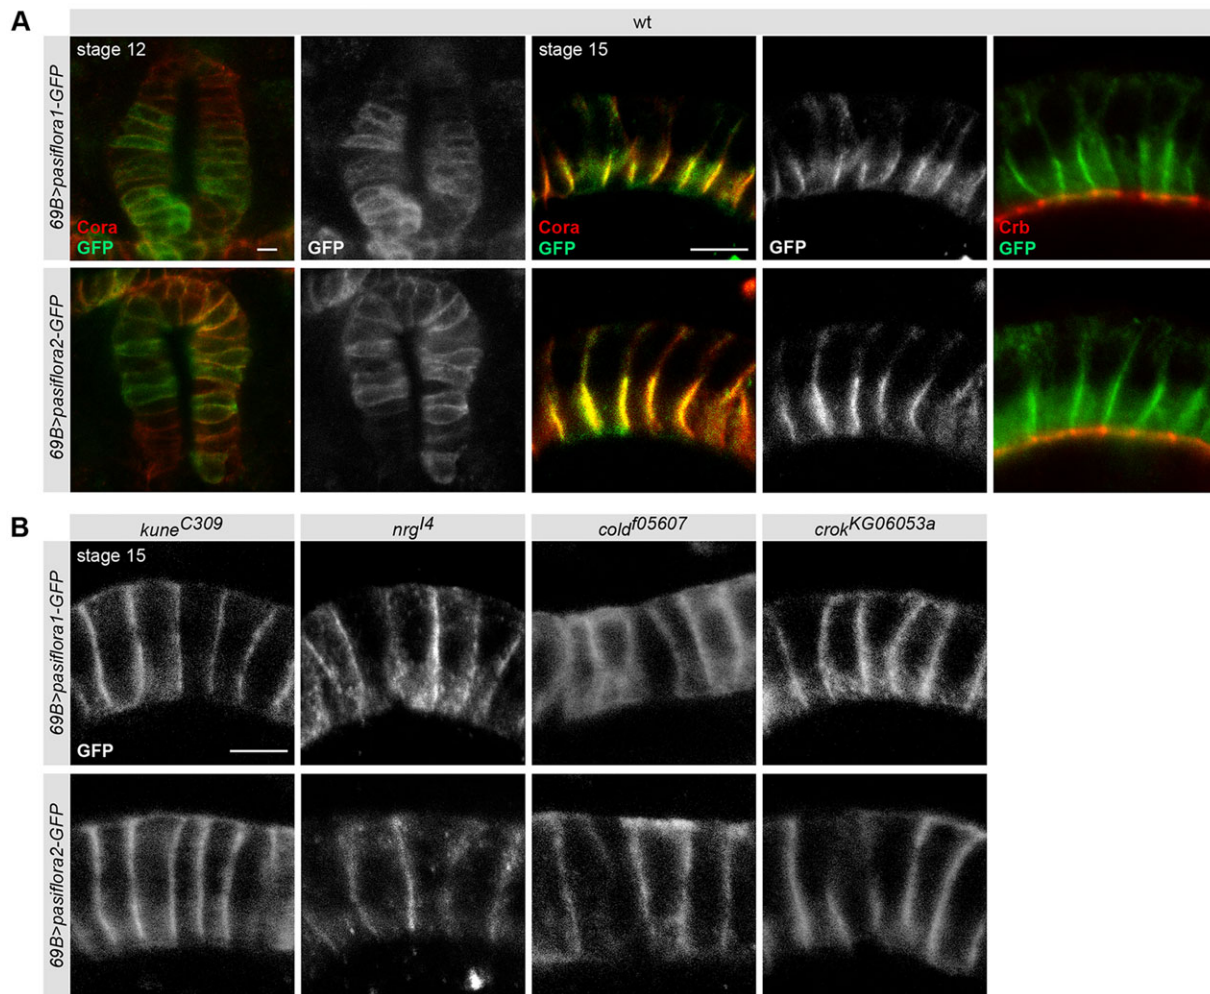 A
wt
69B>pasiflora1-GFP
stage 12
Cora
GFP
GFP
stage 15
Cora
GFP
GFP
Crb
GFP
69B>pasiflora2-GFP
B
kune^C309
nrg^l4
cold^f05607
crok^KG06053a
69B>pasiflora1-GFP
stage 15
GFP
69B>pasiflora2-GFP